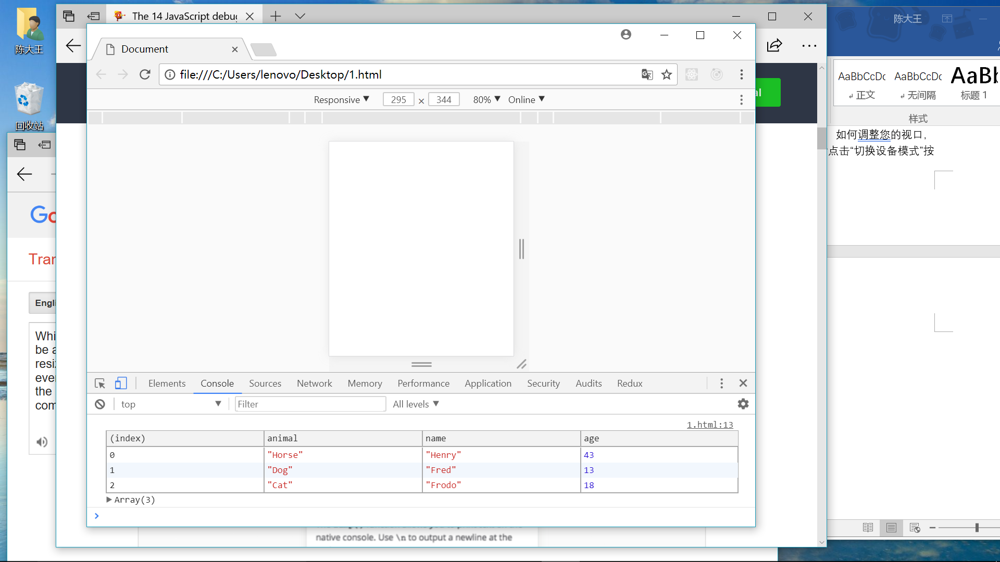 陈大王
回收站
The 14 JavaScript debu
陈大王
Document
file:///C:/Users/lenovo/Desktop/1.html
Responsive ▼ 295 × 344 80% ▼ Online ▼
AaBbCcDc AaBbCcDc AaBb
↲ 正文 ↲ 无间隔 标题 1
样式
如何调整您的视口，
点击“切换设备模式”按
Go
Tran
Engli
Whi
be a
resiz
even
the
com
Elements Console Sources Network Memory Performance Application Security Audits Redux
top ▼ Filter All levels ▼
1.html:13
(index) animal name age
0 "Horse" "Henry" 43
1 "Dog" "Fred" 13
2 "Cat" "Frodo" 18
▶ Array(3)
>
native console. Use \n to output a newline at the